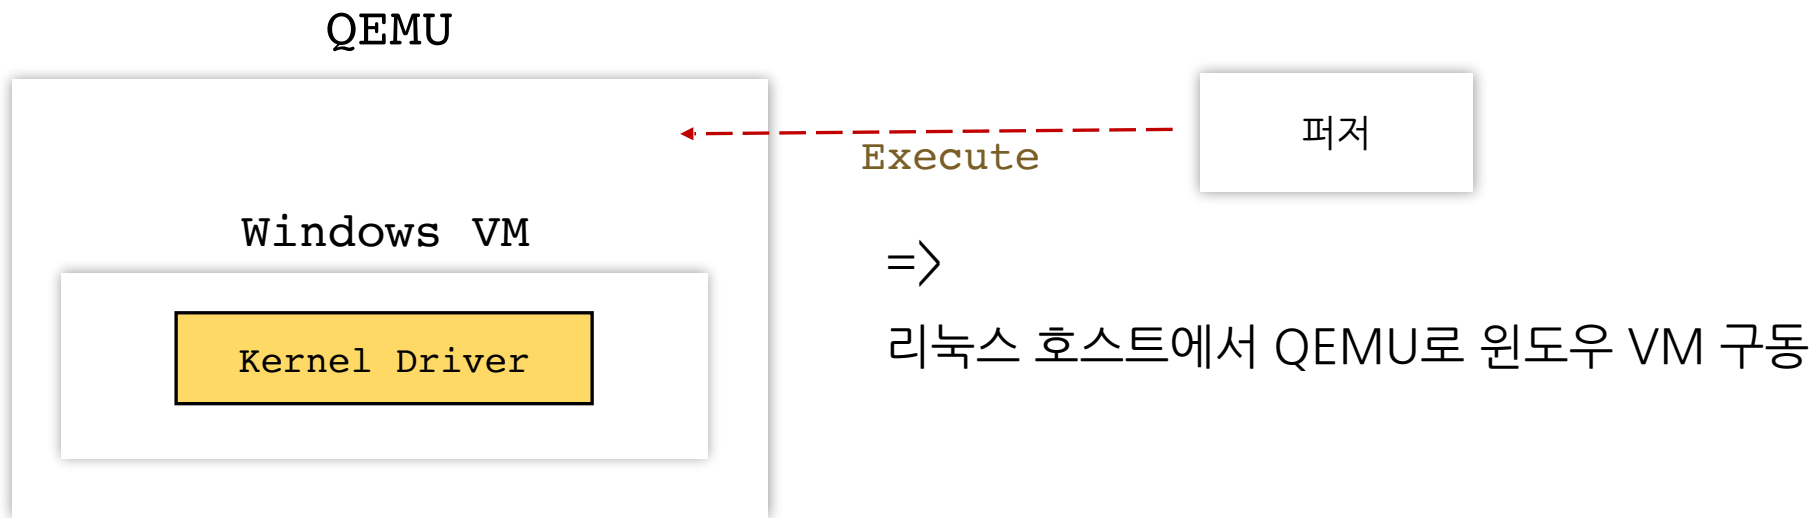 QEMU
퍼저
Execute
Windows VM
=>
리눅스 호스트에서 QEMU로 윈도우 VM 구동
Kernel Driver